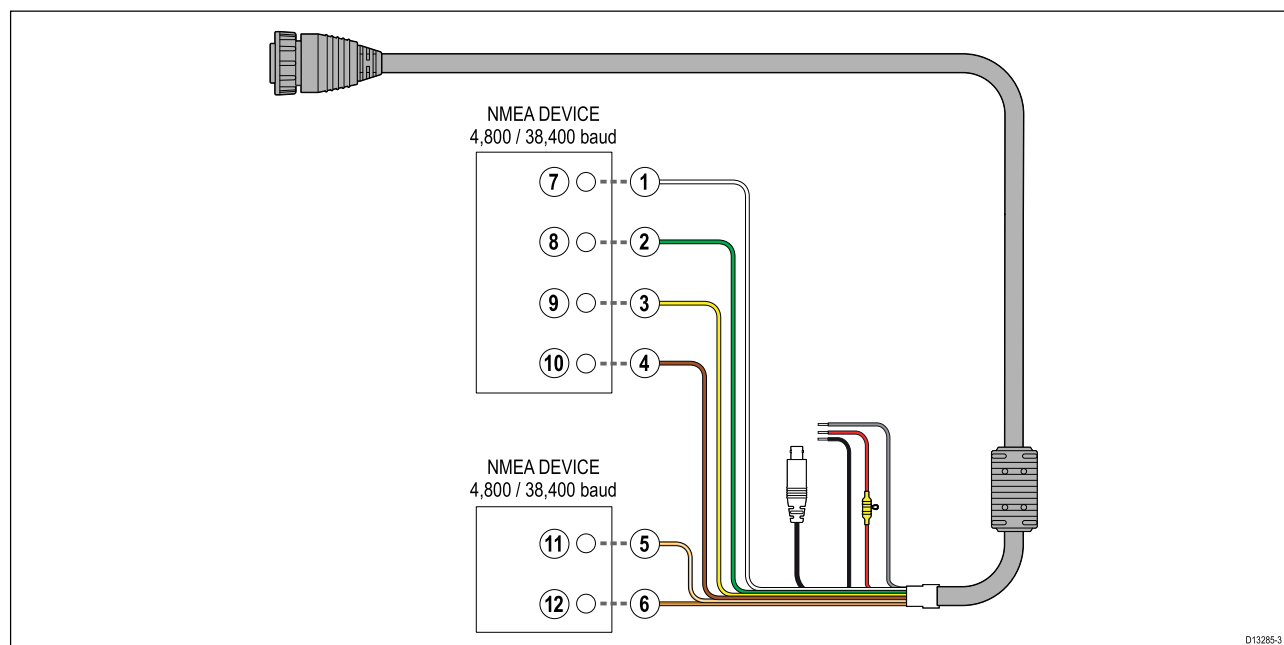 NMEA DEVICE
4,800 / 38,400 baud
7 1
8 2
9 3
10 4
NMEA DEVICE
4,800 / 38,400 baud
11 5
12 6
D13285-3